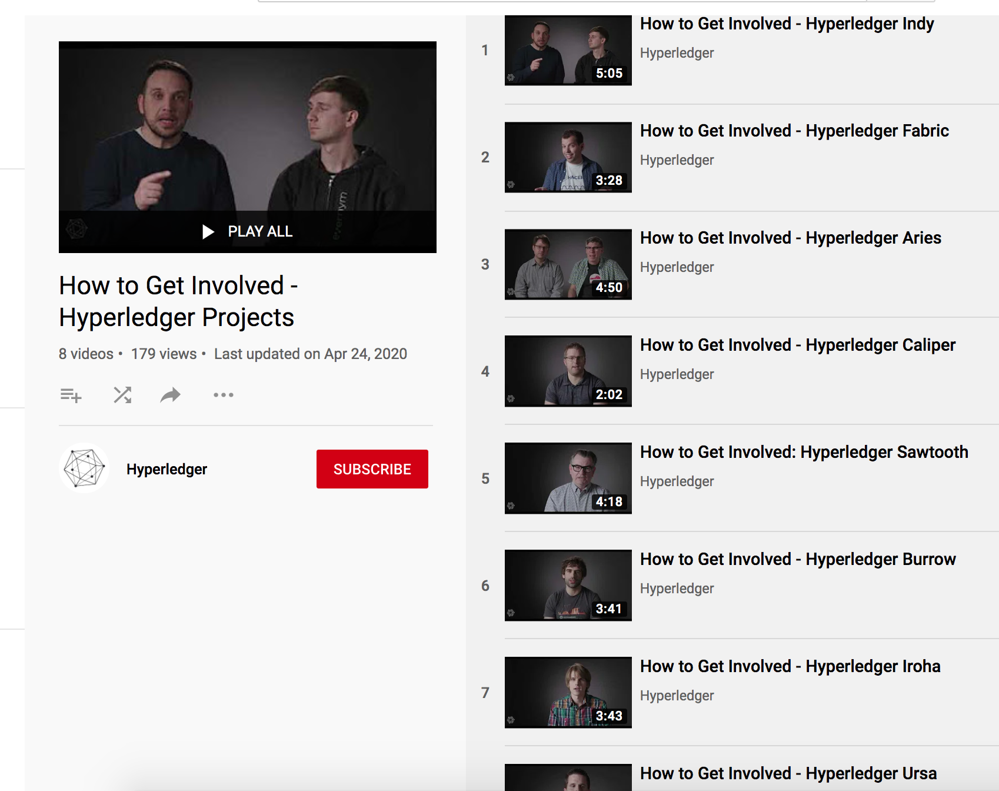 PLAY ALL
evernym
How to Get Involved -
Hyperledger Projects
8 videos • 179 views • Last updated on Apr 24, 2020
Hyperledger
SUBSCRIBE
1
5:05
How to Get Involved - Hyperledger Indy
Hyperledger
2
HACER
3:28
How to Get Involved - Hyperledger Fabric
Hyperledger
3
4:50
How to Get Involved - Hyperledger Aries
Hyperledger
4
2:02
How to Get Involved - Hyperledger Caliper
Hyperledger
5
4:18
How to Get Involved: Hyperledger Sawtooth
Hyperledger
6
3:41
How to Get Involved - Hyperledger Burrow
Hyperledger
7
3:43
How to Get Involved - Hyperledger Iroha
Hyperledger
How to Get Involved - Hyperledger Ursa